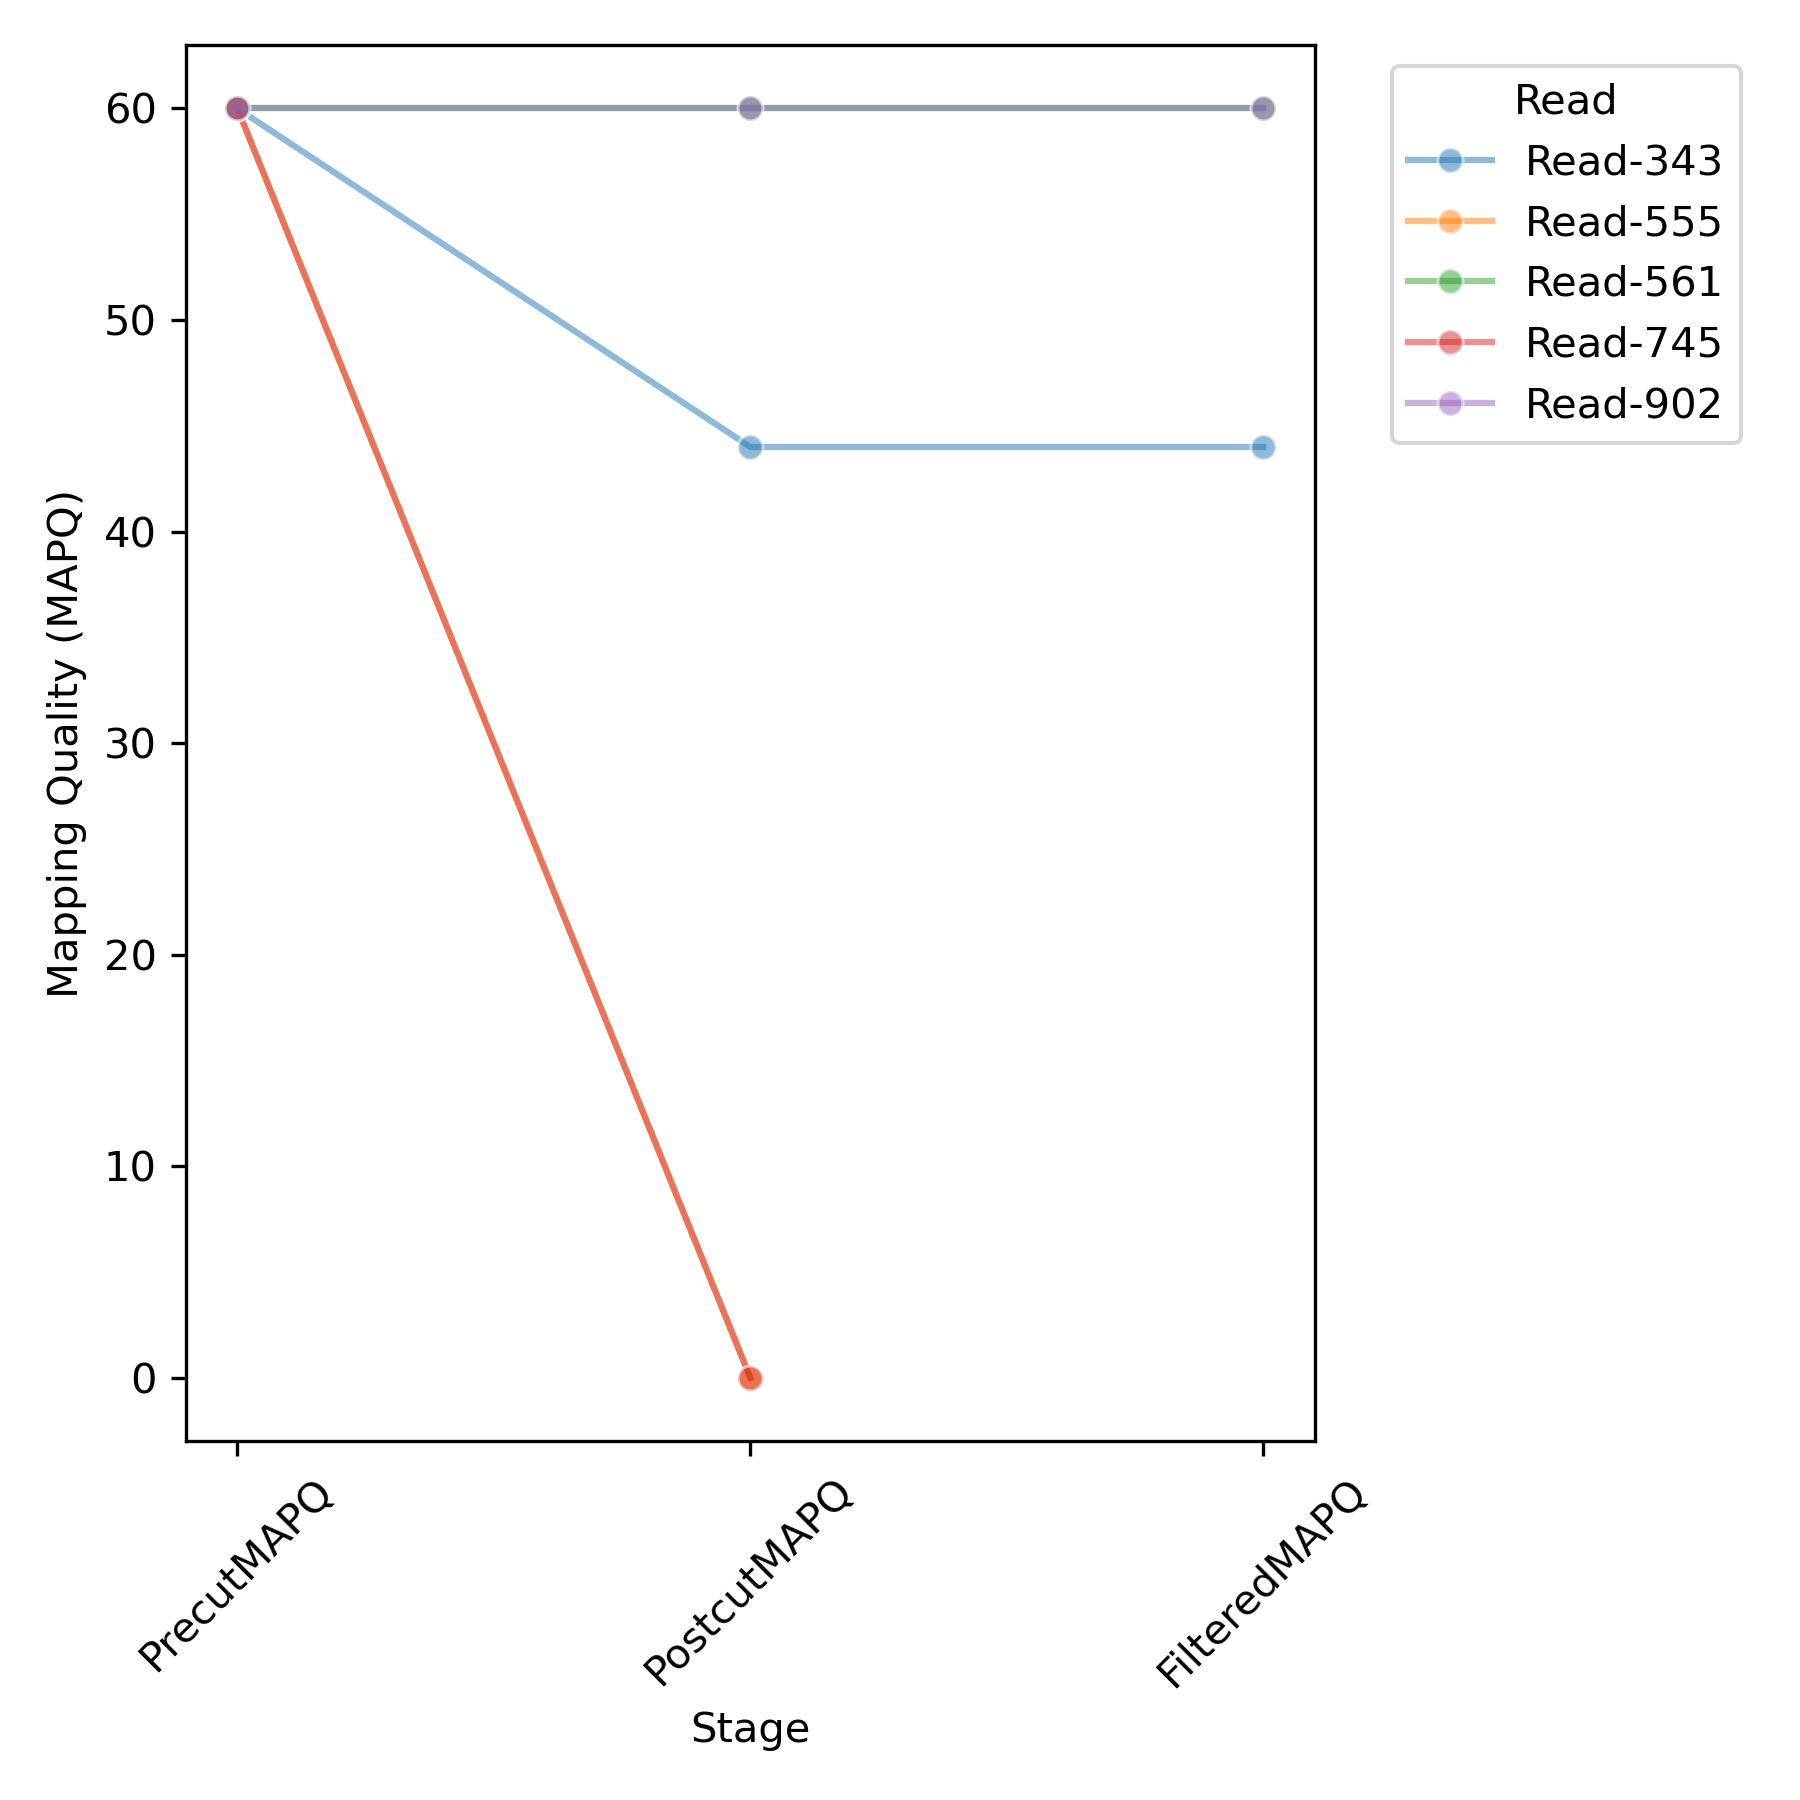 Read
Read-343
Read-555
Read-561
Read-745
Read-902
Mapping Quality (MAPQ)
60
50
40
30
20
10
0
PrecutMAPQ
PostcutMAPQ
FilteredMAPQ
Stage